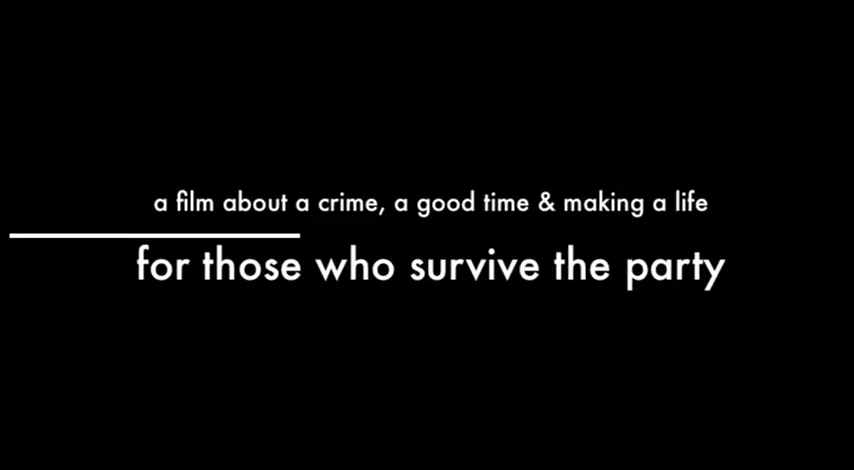 a film about a crime, a good time & making a life
for those who survive the party